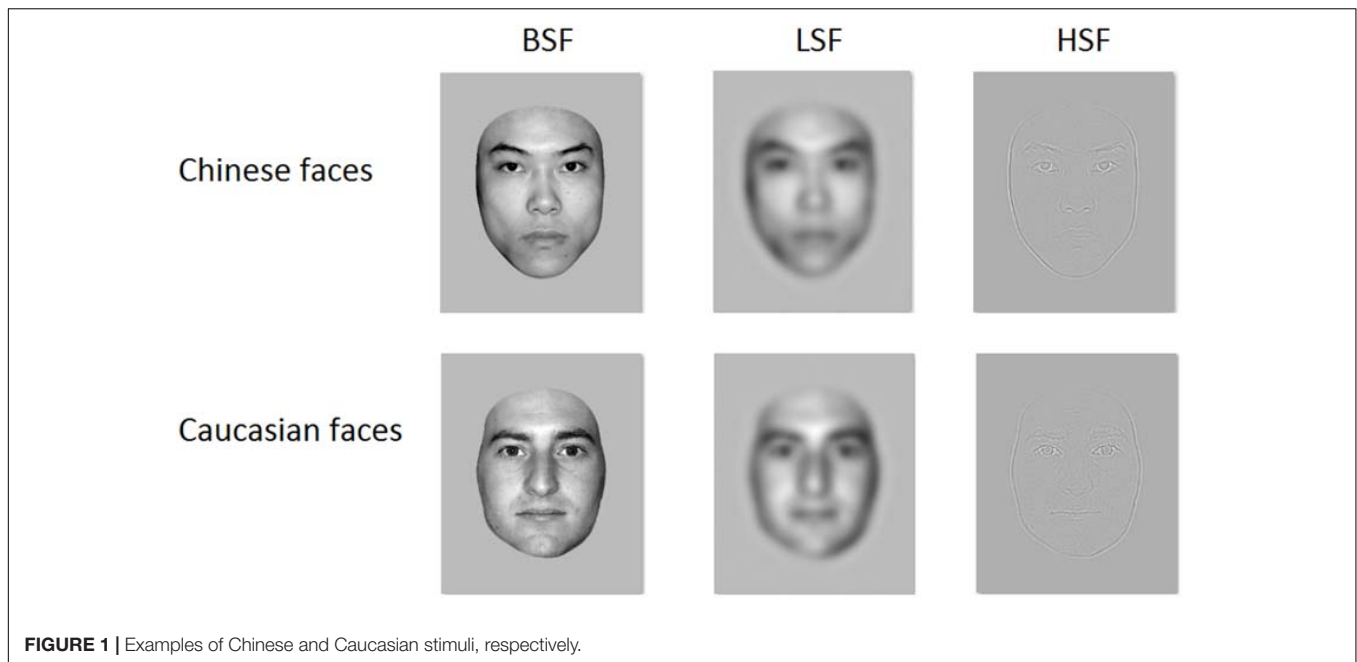 BSF LSF HSF
Chinese faces
Caucasian faces
FIGURE 1 | Examples of Chinese and Caucasian stimuli, respectively.